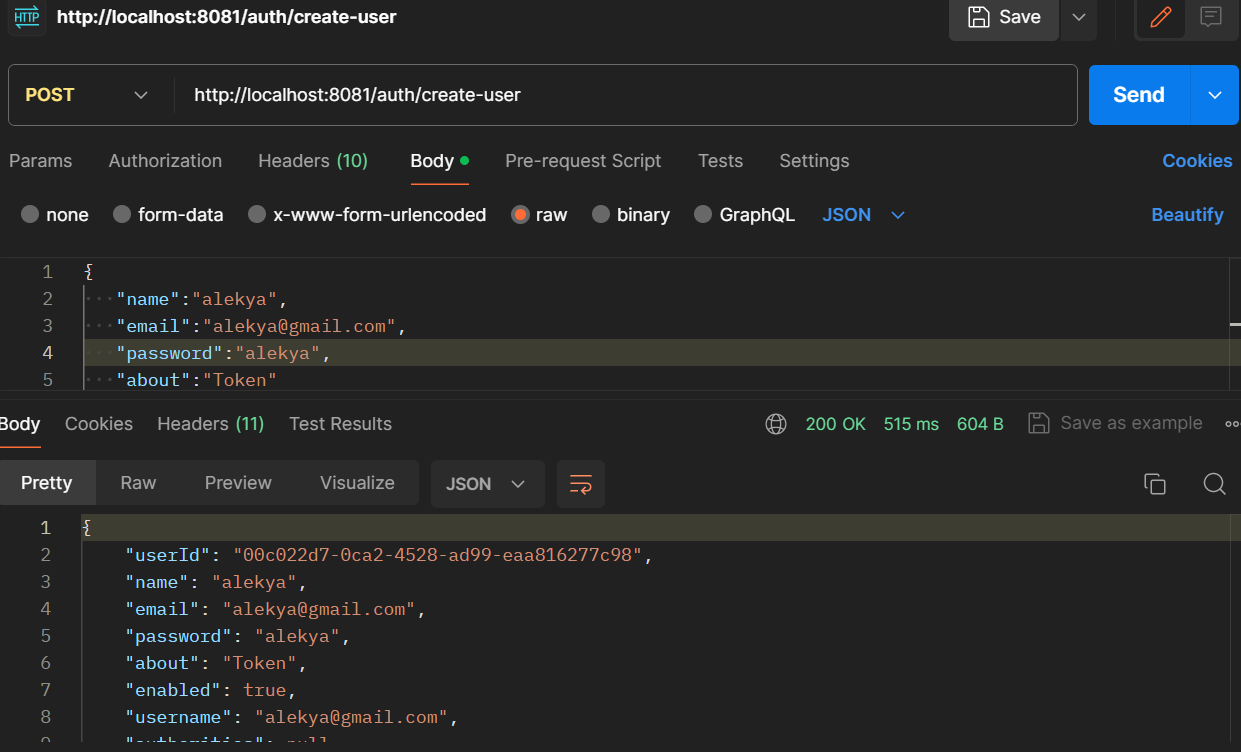 HTTP http://localhost:8081/auth/create-user Save
POST http://localhost:8081/auth/create-user Send
Params Authorization Headers (10) Body Pre-request Script Tests Settings Cookies
none form-data x-www-form-urlencoded raw binary GraphQL JSON Beautify
1 {
2 "name":"alekya",
3 "email":"alekya@gmail.com",
4 "password":"alekya",
5 "about":"Token"
Body Cookies Headers (11) Test Results 200 OK 515 ms 604 B Save as example
Pretty Raw Preview Visualize JSON
1 {
2 "userId": "00c022d7-0ca2-4528-ad99-eaa816277c98",
3 "name": "alekya",
4 "email": "alekya@gmail.com",
5 "password": "alekya",
6 "about": "Token",
7 "enabled": true,
8 "username": "alekya@gmail.com",